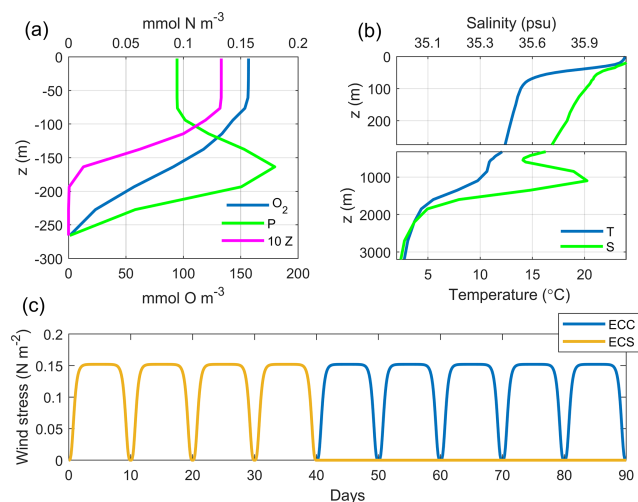 (a)
mmol N m-3
0 0.05 0.1 0.15 0.2
0
-50
-100
-150
-200
-250
-300
z (m)
O2
P
10 Z
0 50 100 150 200
mmol O m-3
(b)
Salinity (psu)
35.1 35.3 35.6 35.9
0
100
200
z (m)
1000
2000
3000
z (m)
T
S
5 10 15 20
Temperature (°C)
(c)
ECC
ECS
0.2
0.15
0.1
0.05
0
Wind stress (N m-2)
0 10 20 30 40 50 60 70 80 90
Days